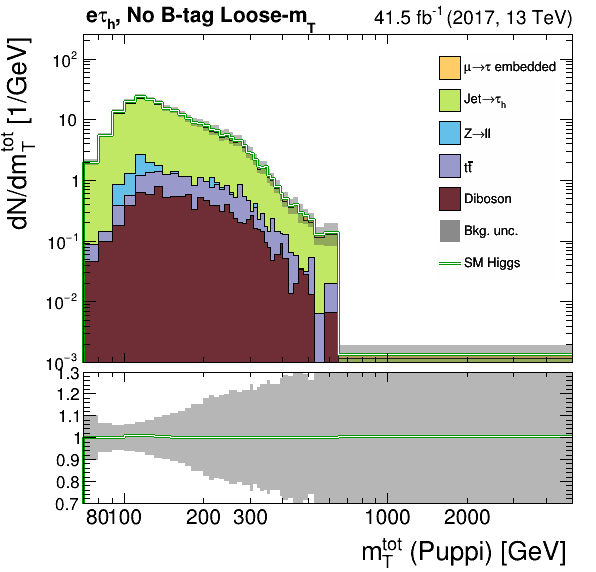 eτh, No B-tag Loose-mT
41.5 fb⁻¹ (2017, 13 TeV)
dN/dmTtot [1/GeV]
10²
10
1
10⁻¹
10⁻²
10⁻³
μ→τ embedded
Jet→τh
Z→ll
tt̄
Diboson
Bkg. unc.
SM Higgs
1.3
1.2
1.1
1
0.9
0.8
0.7
80 100 200 300 1000 2000
mTtot (Puppi) [GeV]